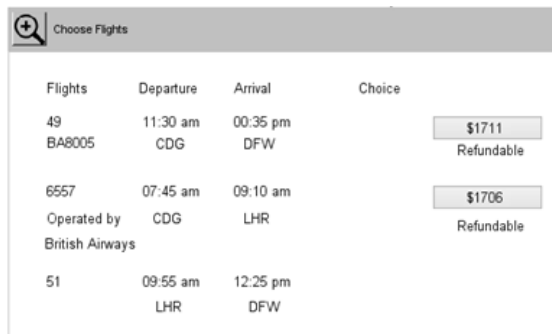 Choose Flights
Flights Departure Arrival Choice
49 11:30 am 00:35 pm $1711
BA8005 CDG DFW Refundable
6557 07:45 am 09:10 am $1706
Operated by CDG LHR Refundable
British Airways
51 09:55 am 12:25 pm
LHR DFW